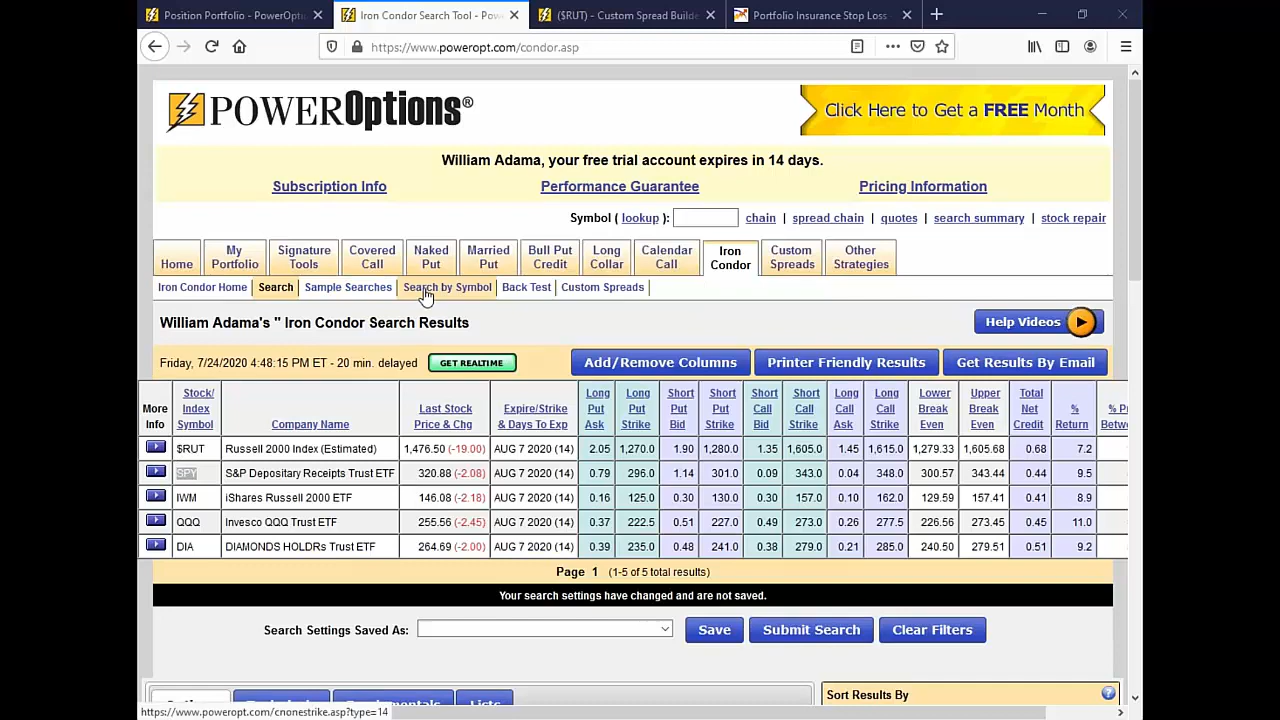 Position Portfolio - PowerOptio
Iron Condor Search Tool - Pow
($RUT) - Custom Spread Builde
Portfolio Insurance Stop Loss -
https://www.poweropt.com/condor.asp
POWEROptions®
Click Here to Get a FREE Month
William Adama, your free trial account expires in 14 days.
Subscription Info Performance Guarantee Pricing Information
Symbol ( lookup ): chain | spread chain | quotes | search summary | stock repair
Home
My Portfolio
Signature Tools
Covered Call
Naked Put
Married Put
Bull Put Credit
Long Collar
Calendar Call
Iron Condor
Custom Spreads
Other Strategies
Iron Condor Home | Search | Sample Searches | Search by Symbol | Back Test | Custom Spreads |
William Adama's " Iron Condor Search Results
Help Videos
Friday, 7/24/2020 4:48:15 PM ET - 20 min. delayed GET REALTIME Add/Remove Columns Printer Friendly Results Get Results By Email
More Info
Stock/ Index Symbol
Company Name
Last Stock Price & Chg
Expire/Strike & Days To Exp
Long Put Ask
Long Put Strike
Short Put Bid
Short Put Strike
Short Call Bid
Short Call Strike
Long Call Ask
Long Call Strike
Lower Break Even
Upper Break Even
Total Net Credit
% Return
$RUT Russell 2000 Index (Estimated) 1,476.50 (-19.00) AUG 7 2020 (14) 2.05 1,270.0 1.90 1,280.0 1.35 1,605.0 1.45 1,615.0 1,279.33 1,605.68 0.68 7.2
SPY S&P Depositary Receipts Trust ETF 320.88 (-2.08) AUG 7 2020 (14) 0.79 296.0 1.14 301.0 0.09 343.0 0.04 348.0 300.57 343.44 0.44 9.5
IWM iShares Russell 2000 ETF 146.08 (-2.18) AUG 7 2020 (14) 0.16 125.0 0.30 130.0 0.30 157.0 0.10 162.0 129.59 157.41 0.41 8.9
QQQ Invesco QQQ Trust ETF 255.56 (-2.45) AUG 7 2020 (14) 0.37 222.5 0.51 227.0 0.49 273.0 0.26 277.5 226.56 273.45 0.45 11.0
DIA DIAMONDS HOLDRs Trust ETF 264.69 (-2.00) AUG 7 2020 (14) 0.39 235.0 0.48 241.0 0.38 279.0 0.21 285.0 240.50 279.51 0.51 9.2
Page 1 (1-5 of 5 total results)
Your search settings have changed and are not saved.
Search Settings Saved As: Save Submit Search Clear Filters
Sort Results By
Lists
https://www.poweropt.com/cnonestrike.asp?type=14